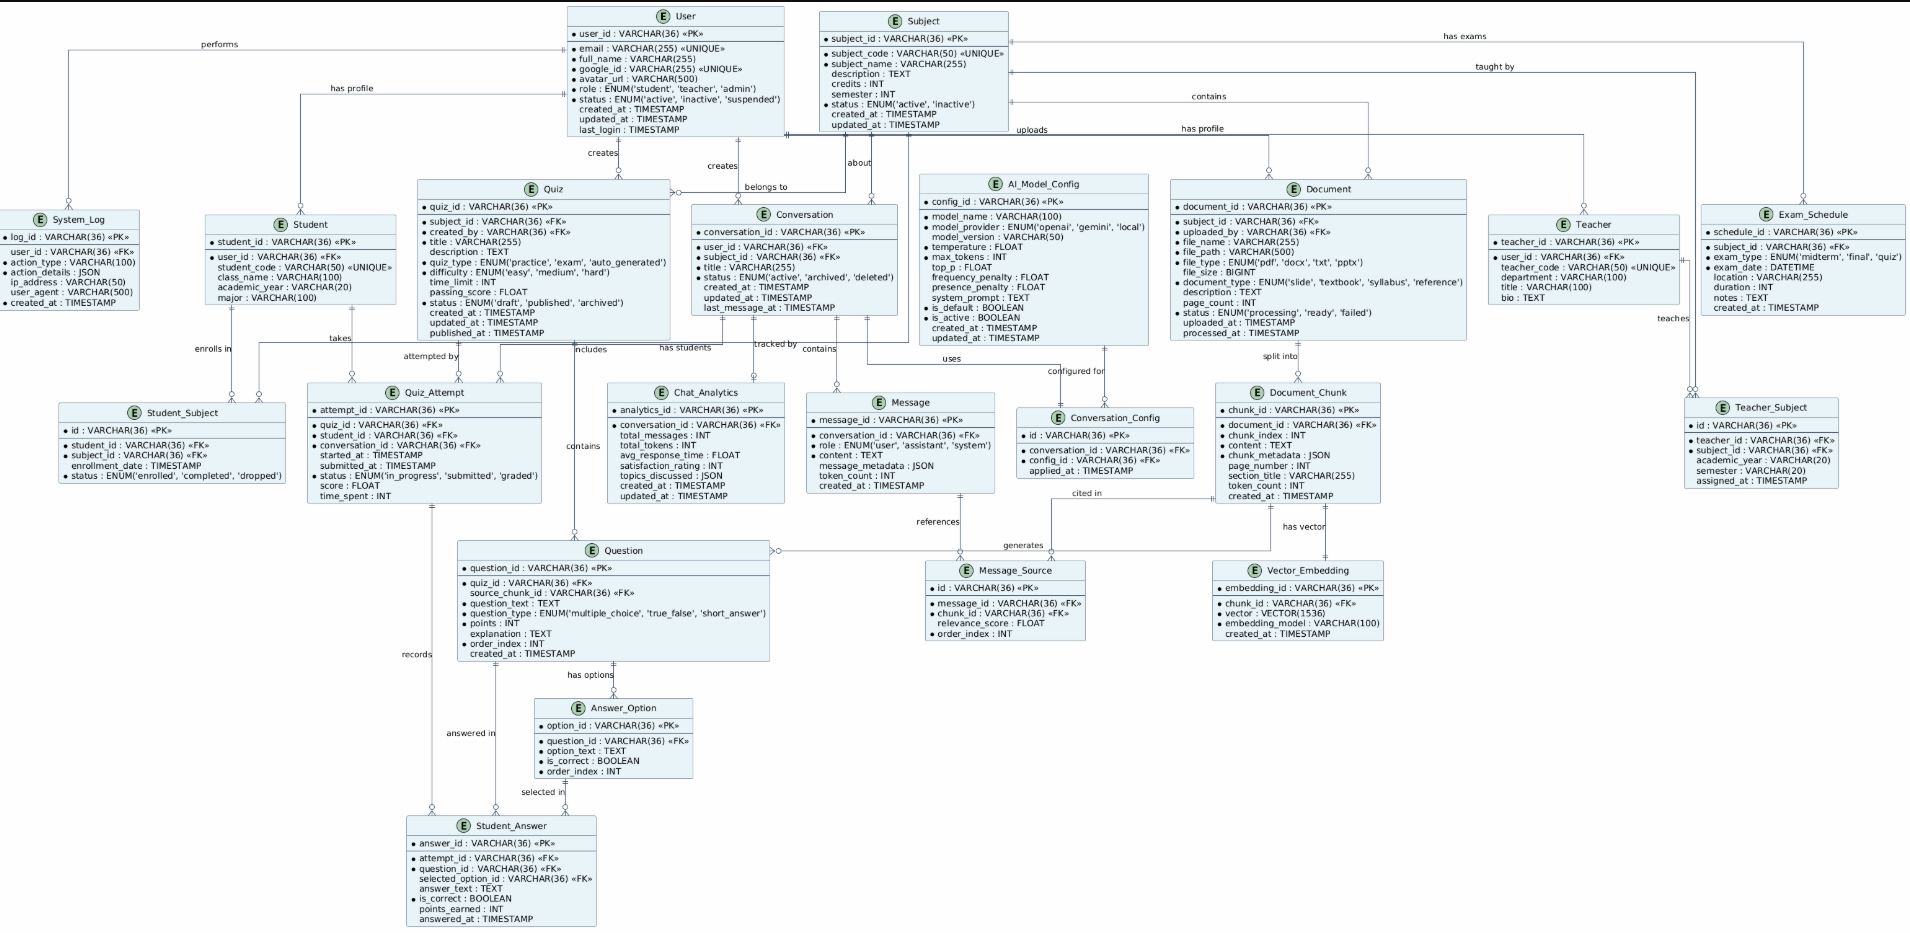 E User
• user_id : VARCHAR(36) «PK»
• email : VARCHAR(255) «UNIQUE»
• full_name : VARCHAR(255)
• google_id : VARCHAR(255) «UNIQUE»
• avatar_url : VARCHAR(500)
• role : ENUM('student', 'teacher', 'admin')
• status : ENUM('active', 'inactive', 'suspended')
created_at : TIMESTAMP
updated_at : TIMESTAMP
last_login : TIMESTAMP
E Subject
• subject_id : VARCHAR(36) «PK»
• subject_code : VARCHAR(50) «UNIQUE»
• subject_name : VARCHAR(255)
description : TEXT
credits : INT
semester : INT
• status : ENUM('active', 'inactive')
created_at : TIMESTAMP
updated_at : TIMESTAMP
performs
has profile
has exams
taught by
contains
uploads
has profile
creates
creates
about
belongs to
E System_Log
• log_id : VARCHAR(36) «PK»
user_id : VARCHAR(36) «FK»
• action_type : VARCHAR(100)
• action_details : JSON
ip_address : VARCHAR(50)
user_agent : VARCHAR(500)
• created_at : TIMESTAMP
E Student
• student_id : VARCHAR(36) «PK»
• user_id : VARCHAR(36) «FK»
student_code : VARCHAR(50) «UNIQUE»
class_name : VARCHAR(100)
academic_year : VARCHAR(20)
major : VARCHAR(100)
E Quiz
• quiz_id : VARCHAR(36) «PK»
• subject_id : VARCHAR(36) «FK»
• created_by : VARCHAR(36) «FK»
• title : VARCHAR(255)
description : TEXT
• quiz_type : ENUM('practice', 'exam', 'auto_generated')
difficulty : ENUM('easy', 'medium', 'hard')
time_limit : INT
passing_score : FLOAT
• status : ENUM('draft', 'published', 'archived')
created_at : TIMESTAMP
updated_at : TIMESTAMP
published_at : TIMESTAMP
E Conversation
• conversation_id : VARCHAR(36) «PK»
• user_id : VARCHAR(36) «FK»
• subject_id : VARCHAR(36) «FK»
• title : VARCHAR(255)
• status : ENUM('active', 'archived', 'deleted')
created_at : TIMESTAMP
updated_at : TIMESTAMP
last_message_at : TIMESTAMP
E AI_Model_Config
• config_id : VARCHAR(36) «PK»
• model_name : VARCHAR(100)
• model_provider : ENUM('openai', 'gemini', 'local')
model_version : VARCHAR(50)
• temperature : FLOAT
• max_tokens : INT
top_p : FLOAT
frequency_penalty : FLOAT
presence_penalty : FLOAT
system_prompt : TEXT
• is_default : BOOLEAN
• is_active : BOOLEAN
created_at : TIMESTAMP
updated_at : TIMESTAMP
E Document
• document_id : VARCHAR(36) «PK»
• subject_id : VARCHAR(36) «FK»
• uploaded_by : VARCHAR(36) «FK»
• file_name : VARCHAR(255)
• file_path : VARCHAR(500)
• file_type : ENUM('pdf', 'docx', 'txt', 'pptx')
file_size : BIGINT
• document_type : ENUM('slide', 'textbook', 'syllabus', 'reference')
description : TEXT
page_count : INT
• status : ENUM('processing', 'ready', 'failed')
uploaded_at : TIMESTAMP
processed_at : TIMESTAMP
E Teacher
• teacher_id : VARCHAR(36) «PK»
• user_id : VARCHAR(36) «FK»
teacher_code : VARCHAR(50) «UNIQUE»
department : VARCHAR(100)
title : VARCHAR(100)
bio : TEXT
E Exam_Schedule
• schedule_id : VARCHAR(36) «PK»
• subject_id : VARCHAR(36) «FK»
• exam_type : ENUM('midterm', 'final', 'quiz')
• exam_date : DATETIME
location : VARCHAR(255)
duration : INT
notes : TEXT
created_at : TIMESTAMP
enrolls in
takes
attempted by
includes
has students
tracked by
contains
uses
configured for
split into
teaches
E Student_Subject
• id : VARCHAR(36) «PK»
• student_id : VARCHAR(36) «FK»
• subject_id : VARCHAR(36) «FK»
enrollment_date : TIMESTAMP
• status : ENUM('enrolled', 'completed', 'dropped')
E Quiz_Attempt
• attempt_id : VARCHAR(36) «PK»
• quiz_id : VARCHAR(36) «FK»
• student_id : VARCHAR(36) «FK»
• conversation_id : VARCHAR(36) «FK»
started_at : TIMESTAMP
submitted_at : TIMESTAMP
• status : ENUM('in_progress', 'submitted', 'graded')
score : FLOAT
time_spent : INT
E Chat_Analytics
• analytics_id : VARCHAR(36) «PK»
• conversation_id : VARCHAR(36) «FK»
total_messages : INT
total_tokens : INT
avg_response_time : FLOAT
satisfaction_rating : INT
topics_discussed : JSON
created_at : TIMESTAMP
updated_at : TIMESTAMP
E Message
• message_id : VARCHAR(36) «PK»
• conversation_id : VARCHAR(36) «FK»
• role : ENUM('user', 'assistant', 'system')
• content : TEXT
message_metadata : JSON
token_count : INT
created_at : TIMESTAMP
E Conversation_Config
• id : VARCHAR(36) «PK»
• conversation_id : VARCHAR(36) «FK»
• config_id : VARCHAR(36) «FK»
applied_at : TIMESTAMP
E Document_Chunk
• chunk_id : VARCHAR(36) «PK»
• document_id : VARCHAR(36) «FK»
• chunk_index : INT
• content : TEXT
• chunk_metadata : JSON
page_number : INT
section_title : VARCHAR(255)
token_count : INT
• created_at : TIMESTAMP
E Teacher_Subject
• id : VARCHAR(36) «PK»
• teacher_id : VARCHAR(36) «FK»
• subject_id : VARCHAR(36) «FK»
academic_year : VARCHAR(20)
semester : VARCHAR(20)
assigned_at : TIMESTAMP
contains
cited in
references
has vector
generates
E Question
• question_id : VARCHAR(36) «PK»
• quiz_id : VARCHAR(36) «FK»
source_chunk_id : VARCHAR(36) «FK»
• question_text : TEXT
• question_type : ENUM('multiple_choice', 'true_false', 'short_answer')
• points : INT
explanation : TEXT
• order_index : INT
created_at : TIMESTAMP
E Message_Source
• id : VARCHAR(36) «PK»
• message_id : VARCHAR(36) «FK»
• chunk_id : VARCHAR(36) «FK»
relevance_score : FLOAT
• order_index : INT
E Vector_Embedding
• embedding_id : VARCHAR(36) «PK»
• chunk_id : VARCHAR(36) «FK»
• vector : VECTOR(1536)
• embedding_model : VARCHAR(100)
created_at : TIMESTAMP
records
has options
E Answer_Option
• option_id : VARCHAR(36) «PK»
• question_id : VARCHAR(36) «FK»
• option_text : TEXT
• is_correct : BOOLEAN
• order_index : INT
answered in
selected in
E Student_Answer
• answer_id : VARCHAR(36) «PK»
• attempt_id : VARCHAR(36) «FK»
• question_id : VARCHAR(36) «FK»
selected_option_id : VARCHAR(36) «FK»
answer_text : TEXT
• is_correct : BOOLEAN
points_earned : INT
answered_at : TIMESTAMP